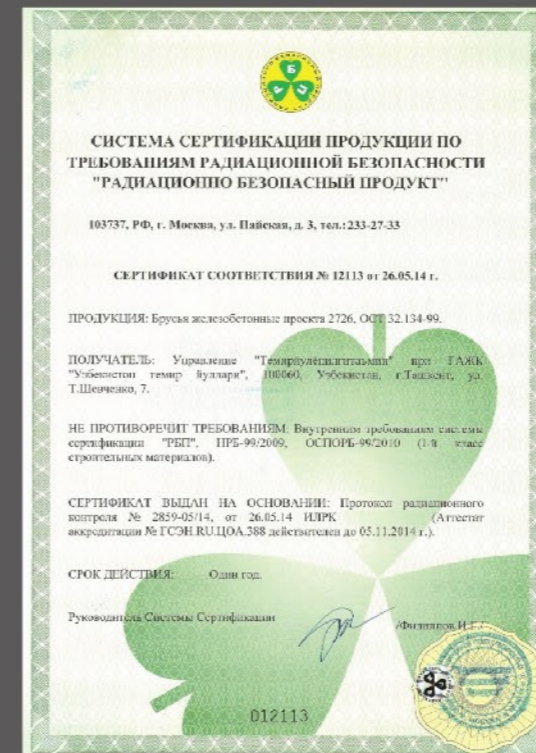 СИСТЕМА СЕРТИФИКАЦИИ ПРОДУКЦИИ ПО
ТРЕБОВАНИЯМ РАДИАЦИОННОЙ БЕЗОПАСНОСТИ
"РАДИАЦИОННО БЕЗОПАСНЫЙ ПРОДУКТ"
103737, РФ, г. Москва, ул. д. 3, тел.:233-27-33
СЕРТИФИКАТ СООТВЕТСТВИЯ № 12113 от 26.05.14 г.
ПРОДУКЦИЯ: Брусья железобетонные проекта 2726, ОСТ 32.134-99.
ПОЛУЧАТЕЛЬ: Управление при ГАЖК
"Узбекистон темир йуллари", 100060, Узбекистан, г.Ташкент, ул.
Т.Шевченко, 7.
НЕ ПРОТИВОРЕЧИТ ТРЕБОВАНИЯМ: Внутренним требованиям системы
сертификации "РБП", НРБ-99/2009, ОСПОРБ-99/2010 (1-й класс
строительных материалов).
СЕРТИФИКАТ ВЫДАН НА ОСНОВАНИИ: Протокол радиационного
контроля № 2859-05/14, от 26.05.14 ИЛРК (Аттестат
аккредитации № ГСЭН.RU.ЦОА.388 действителен до 05.11.2014 г.).
СРОК ДЕЙСТВИЯ: Один год.
Руководитель Системы Сертификации /Филиппов
012113